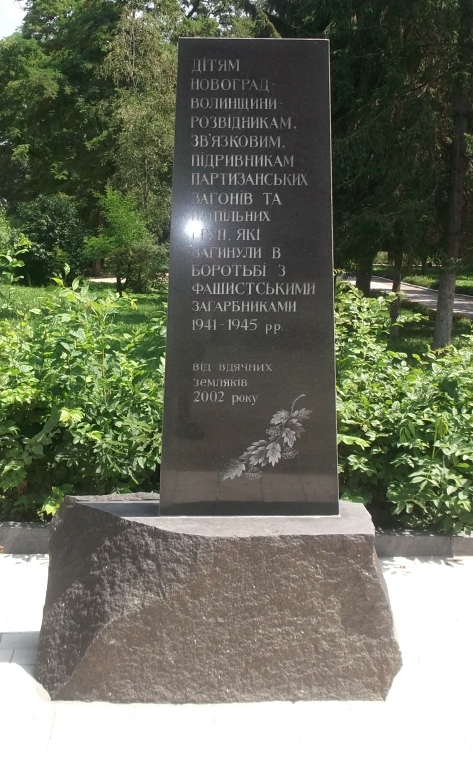 ДІТЯМ
НОВОГРАД-
ВОЛИНЩИНИ-
РОЗВІДНИКАМ,
ЗВ'ЯЗКОВИМ,
ПІДРИВНИКАМ
ПАРТИЗАНСЬКИХ
ЗАГОНІВ ТА
ЯКІ
ЗАГИНУЛИ В
БОРОТЬБІ З
ФАШИСТСЬКИМИ
ЗАГАРБНИКАМИ
1941-1945 рр.
від вдячних
земляків
2002 року